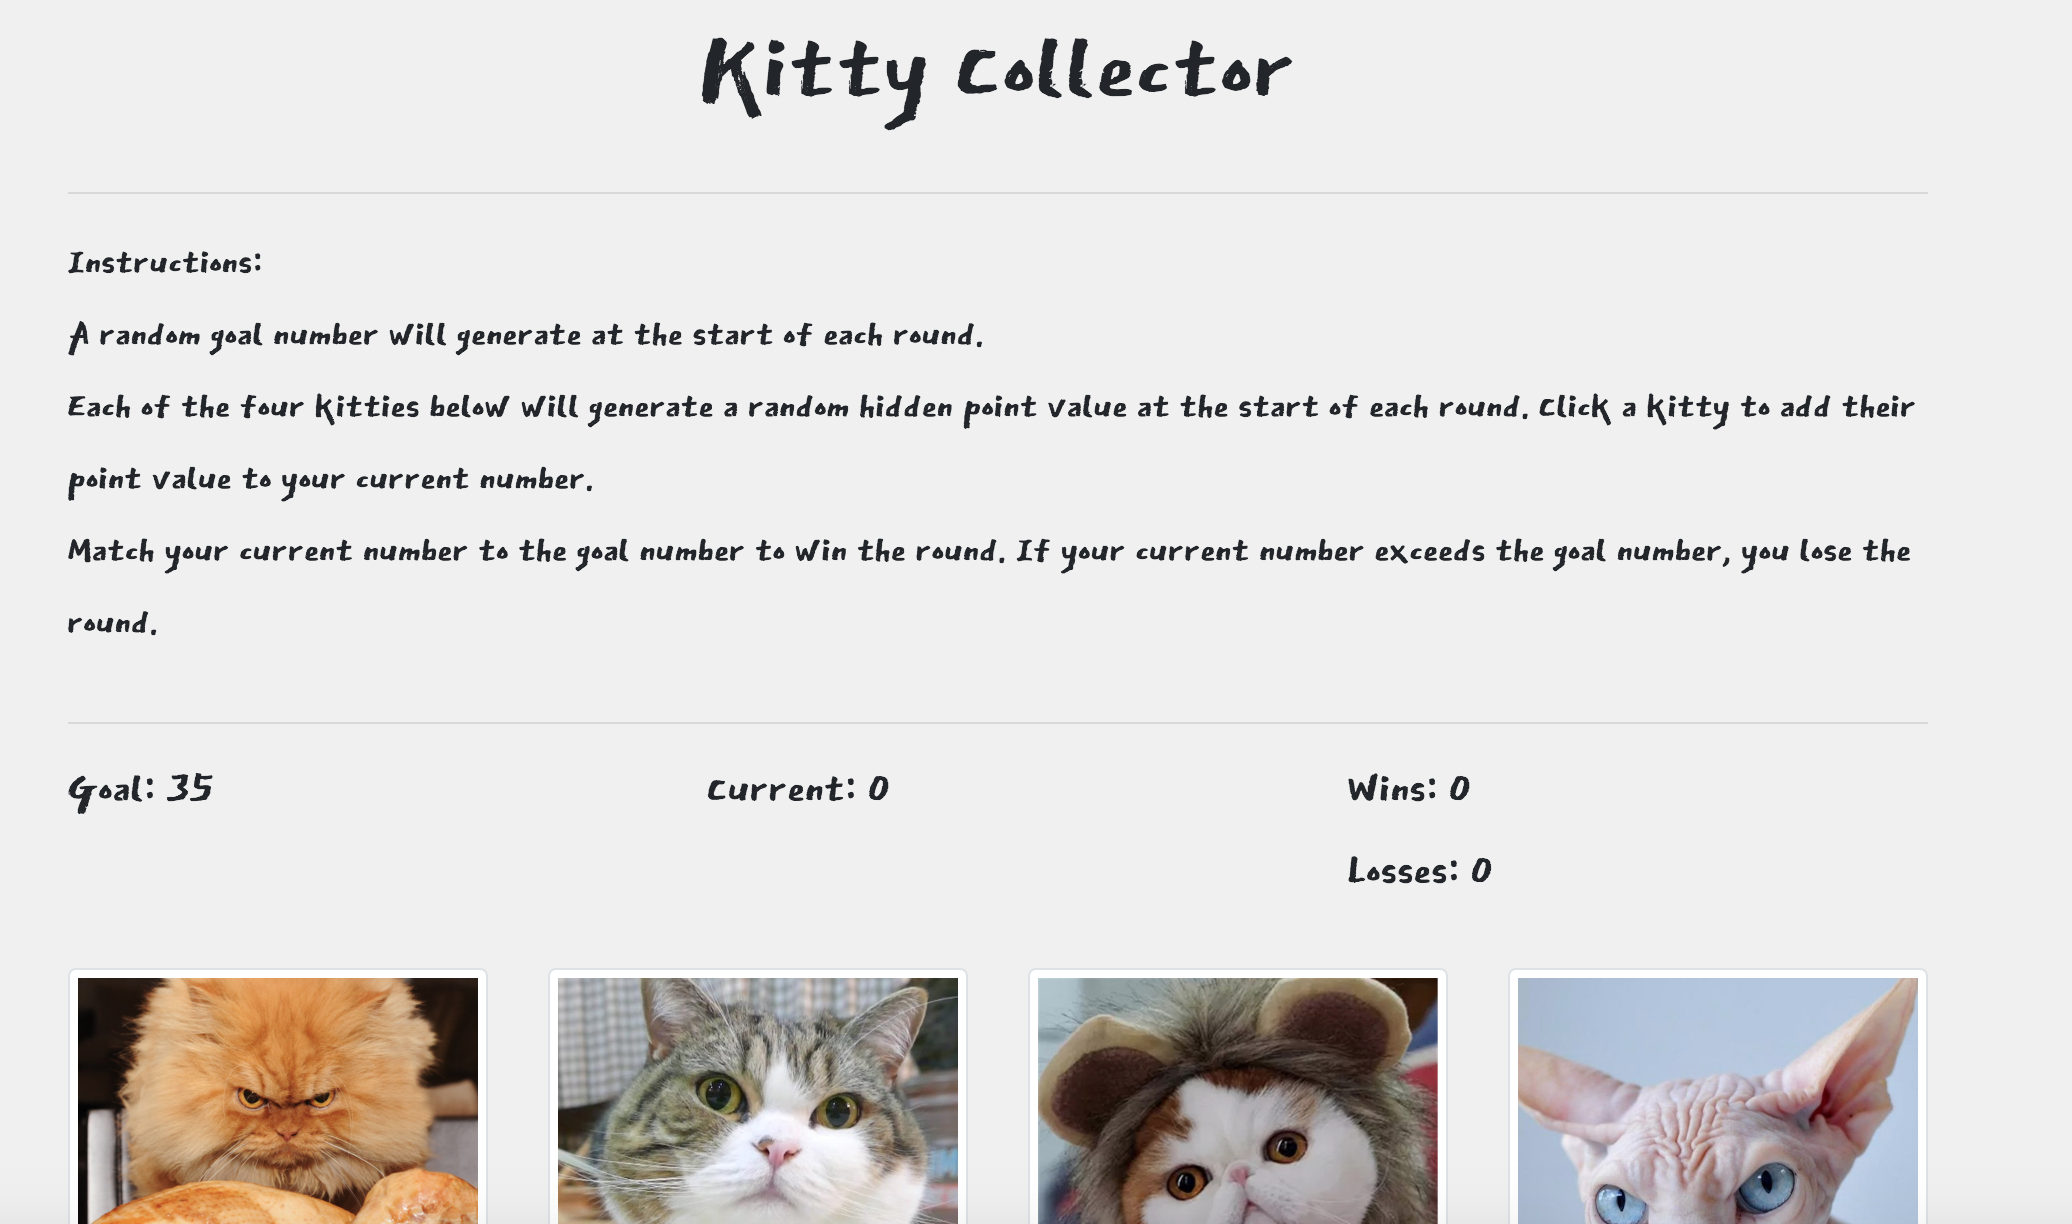 Kitty Collector
Instructions:
A random goal number will generate at the start of each round.
Each of the four kitties below will generate a random hidden point value at the start of each round. Click a kitty to add their
point value to your current number.
Match your current number to the goal number to win the round. If your current number exceeds the goal number, you lose the
round.
Goal: 35
Current: 0
Wins: 0
Losses: 0